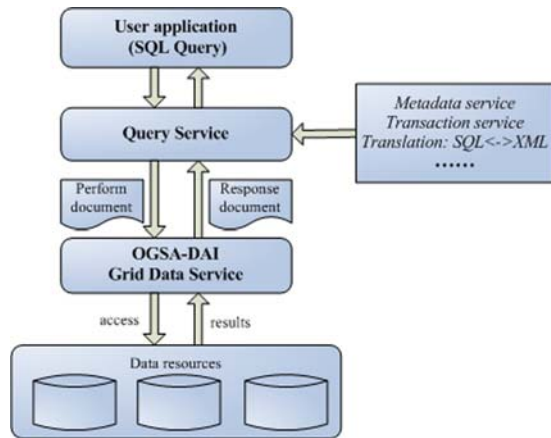 User application
(SQL Query)
Query Service
Metadata service
Transaction service
Translation: SQL<->XML
......
Perform
document
Response
document
OGSA-DAI
Grid Data Service
access
results
Data resources